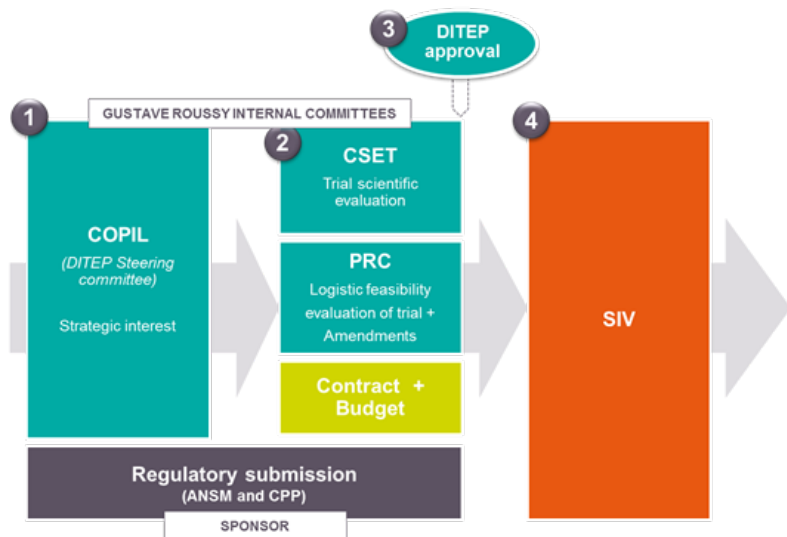 3
DITEP
approval
GUSTAVE ROUSSY INTERNAL COMMITTEES
1
COPIL
(DITEP Steering
committee)
Strategic interest
2
CSET
Trial scientific
evaluation
PRC
Logistic feasibility
evaluation of trial +
Amendments
Contract +
Budget
4
SIV
Regulatory submission
(ANSM and CPP)
SPONSOR